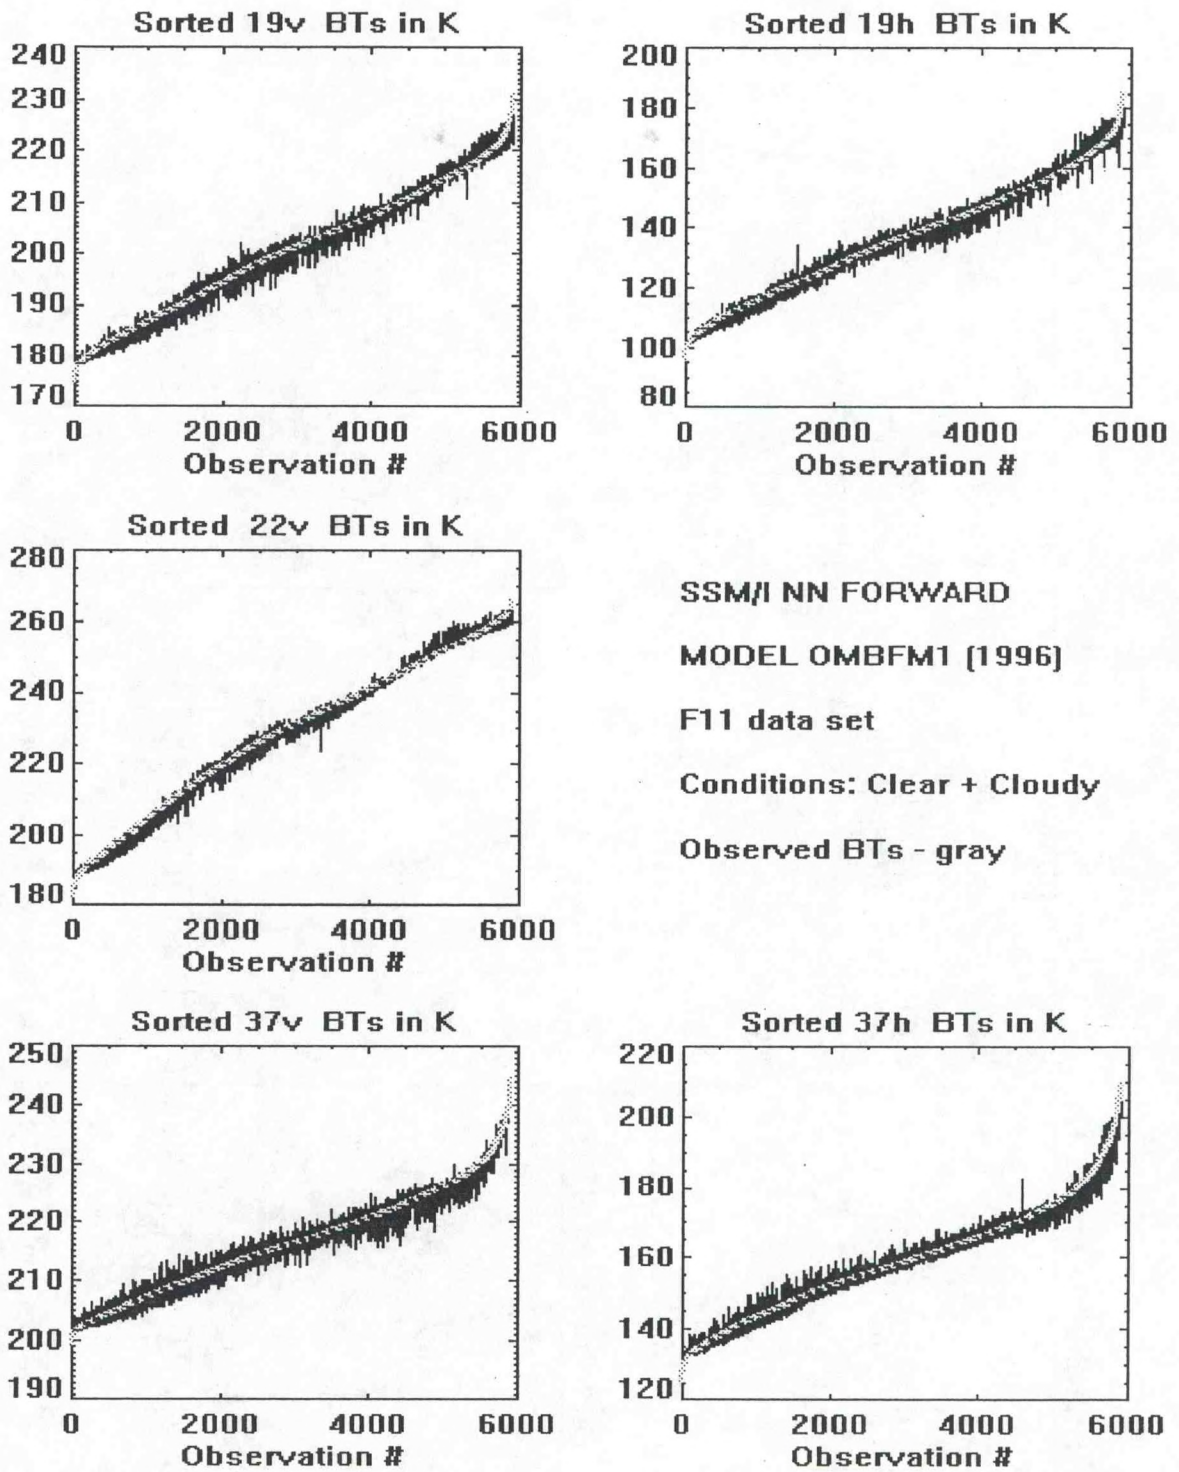 Sorted 19v BTs in K
240
230
220
210
200
190
180
170
0 2000 4000 6000
Observation #
Sorted 19h BTs in K
200
180
160
140
120
100
80
0 2000 4000 6000
Observation #
Sorted 22v BTs in K
280
260
240
220
200
180
0 2000 4000 6000
Observation #
SSM/I NN FORWARD
MODEL OMBFM1 (1996)
F11 data set
Conditions: Clear + Cloudy
Observed BTs - gray
Sorted 37v BTs in K
250
240
230
220
210
200
190
0 2000 4000 6000
Observation #
Sorted 37h BTs in K
220
200
180
160
140
120
0 2000 4000 6000
Observation #